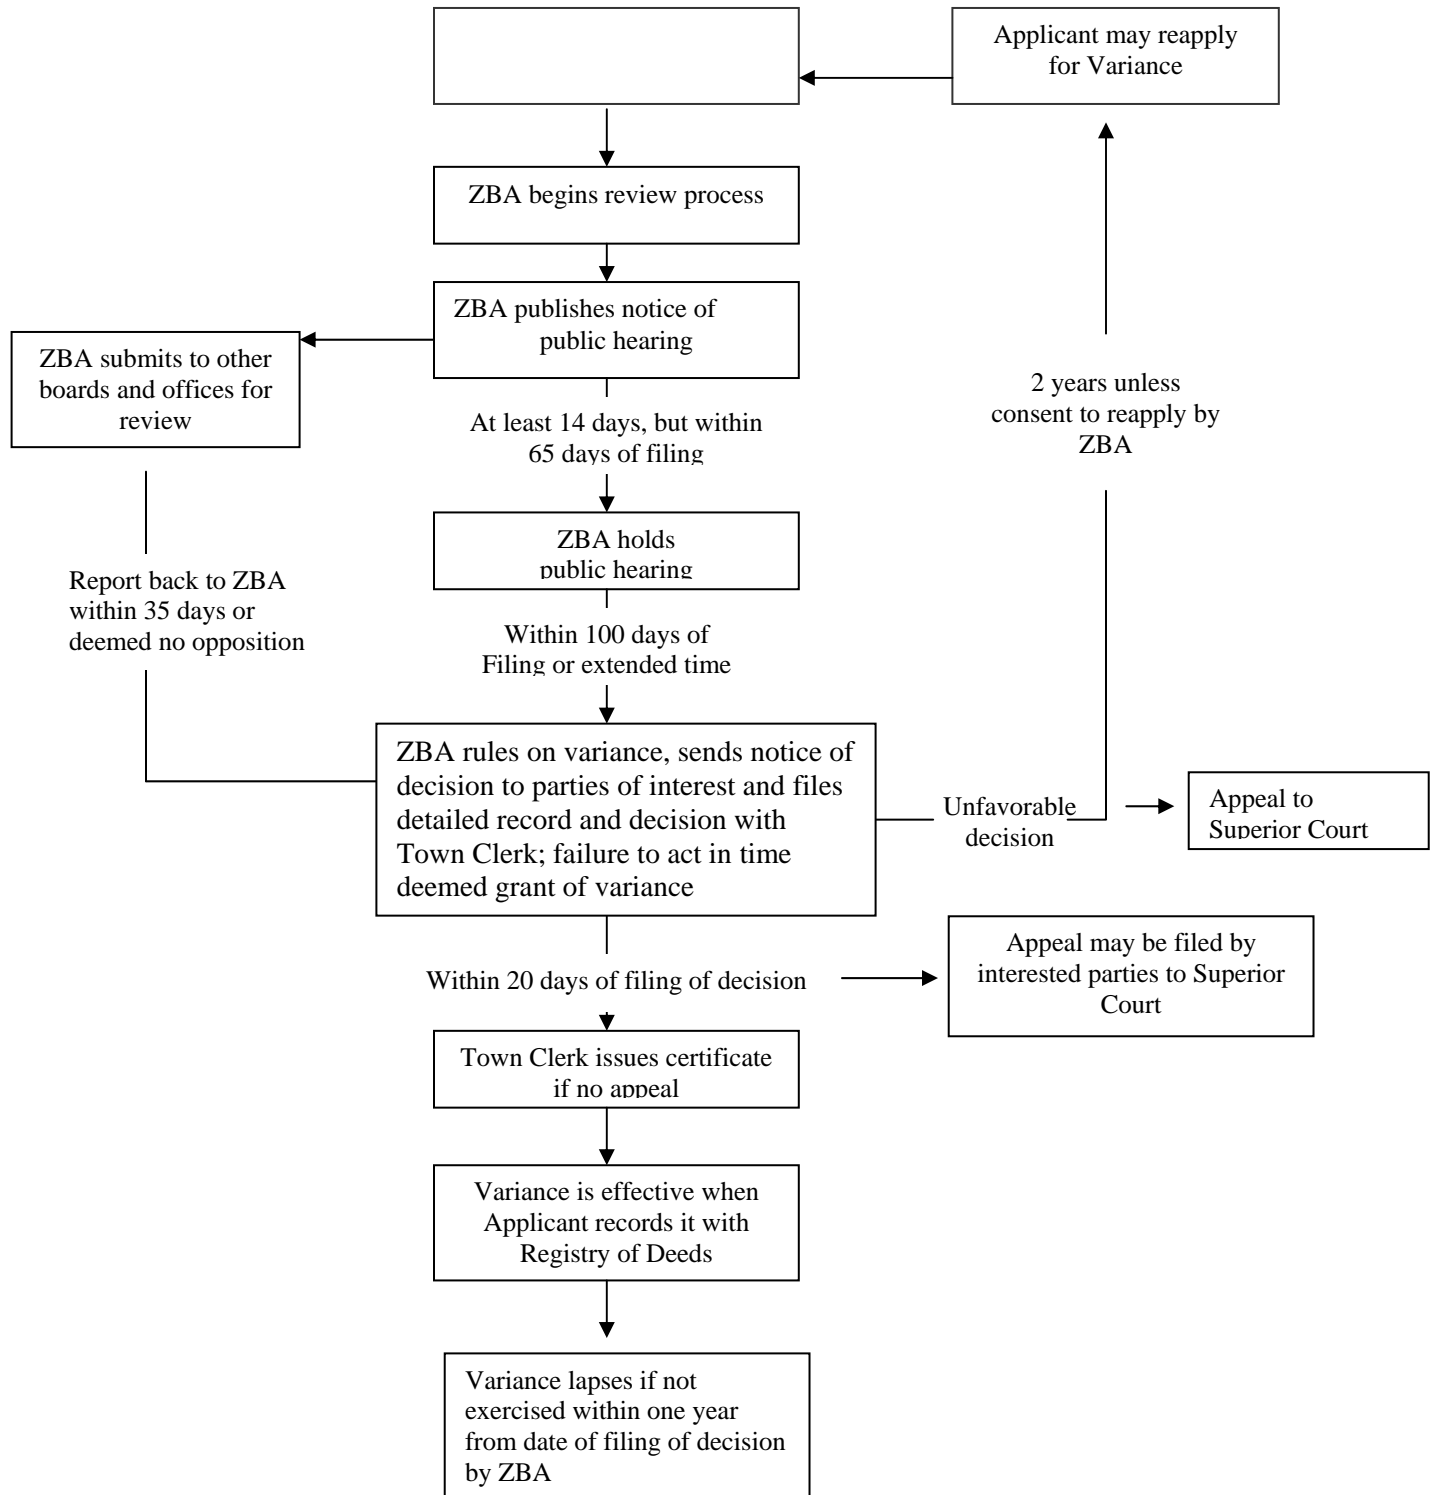 Applicant may reapply
for Variance
ZBA begins review process
ZBA publishes notice of
public hearing
ZBA submits to other
boards and offices for
review
At least 14 days, but within
65 days of filing
2 years unless
consent to reapply by
ZBA
ZBA holds
public hearing
Report back to ZBA
within 35 days or
deemed no opposition
Within 100 days of
Filing or extended time
ZBA rules on variance, sends notice of
decision to parties of interest and files
detailed record and decision with
Town Clerk; failure to act in time
deemed grant of variance
Unfavorable
decision
Appeal to
Superior Court
Appeal may be filed by
interested parties to Superior
Court
Within 20 days of filing of decision
Town Clerk issues certificate
if no appeal
Variance is effective when
Applicant records it with
Registry of Deeds
Variance lapses if not
exercised within one year
from date of filing of decision
by ZBA